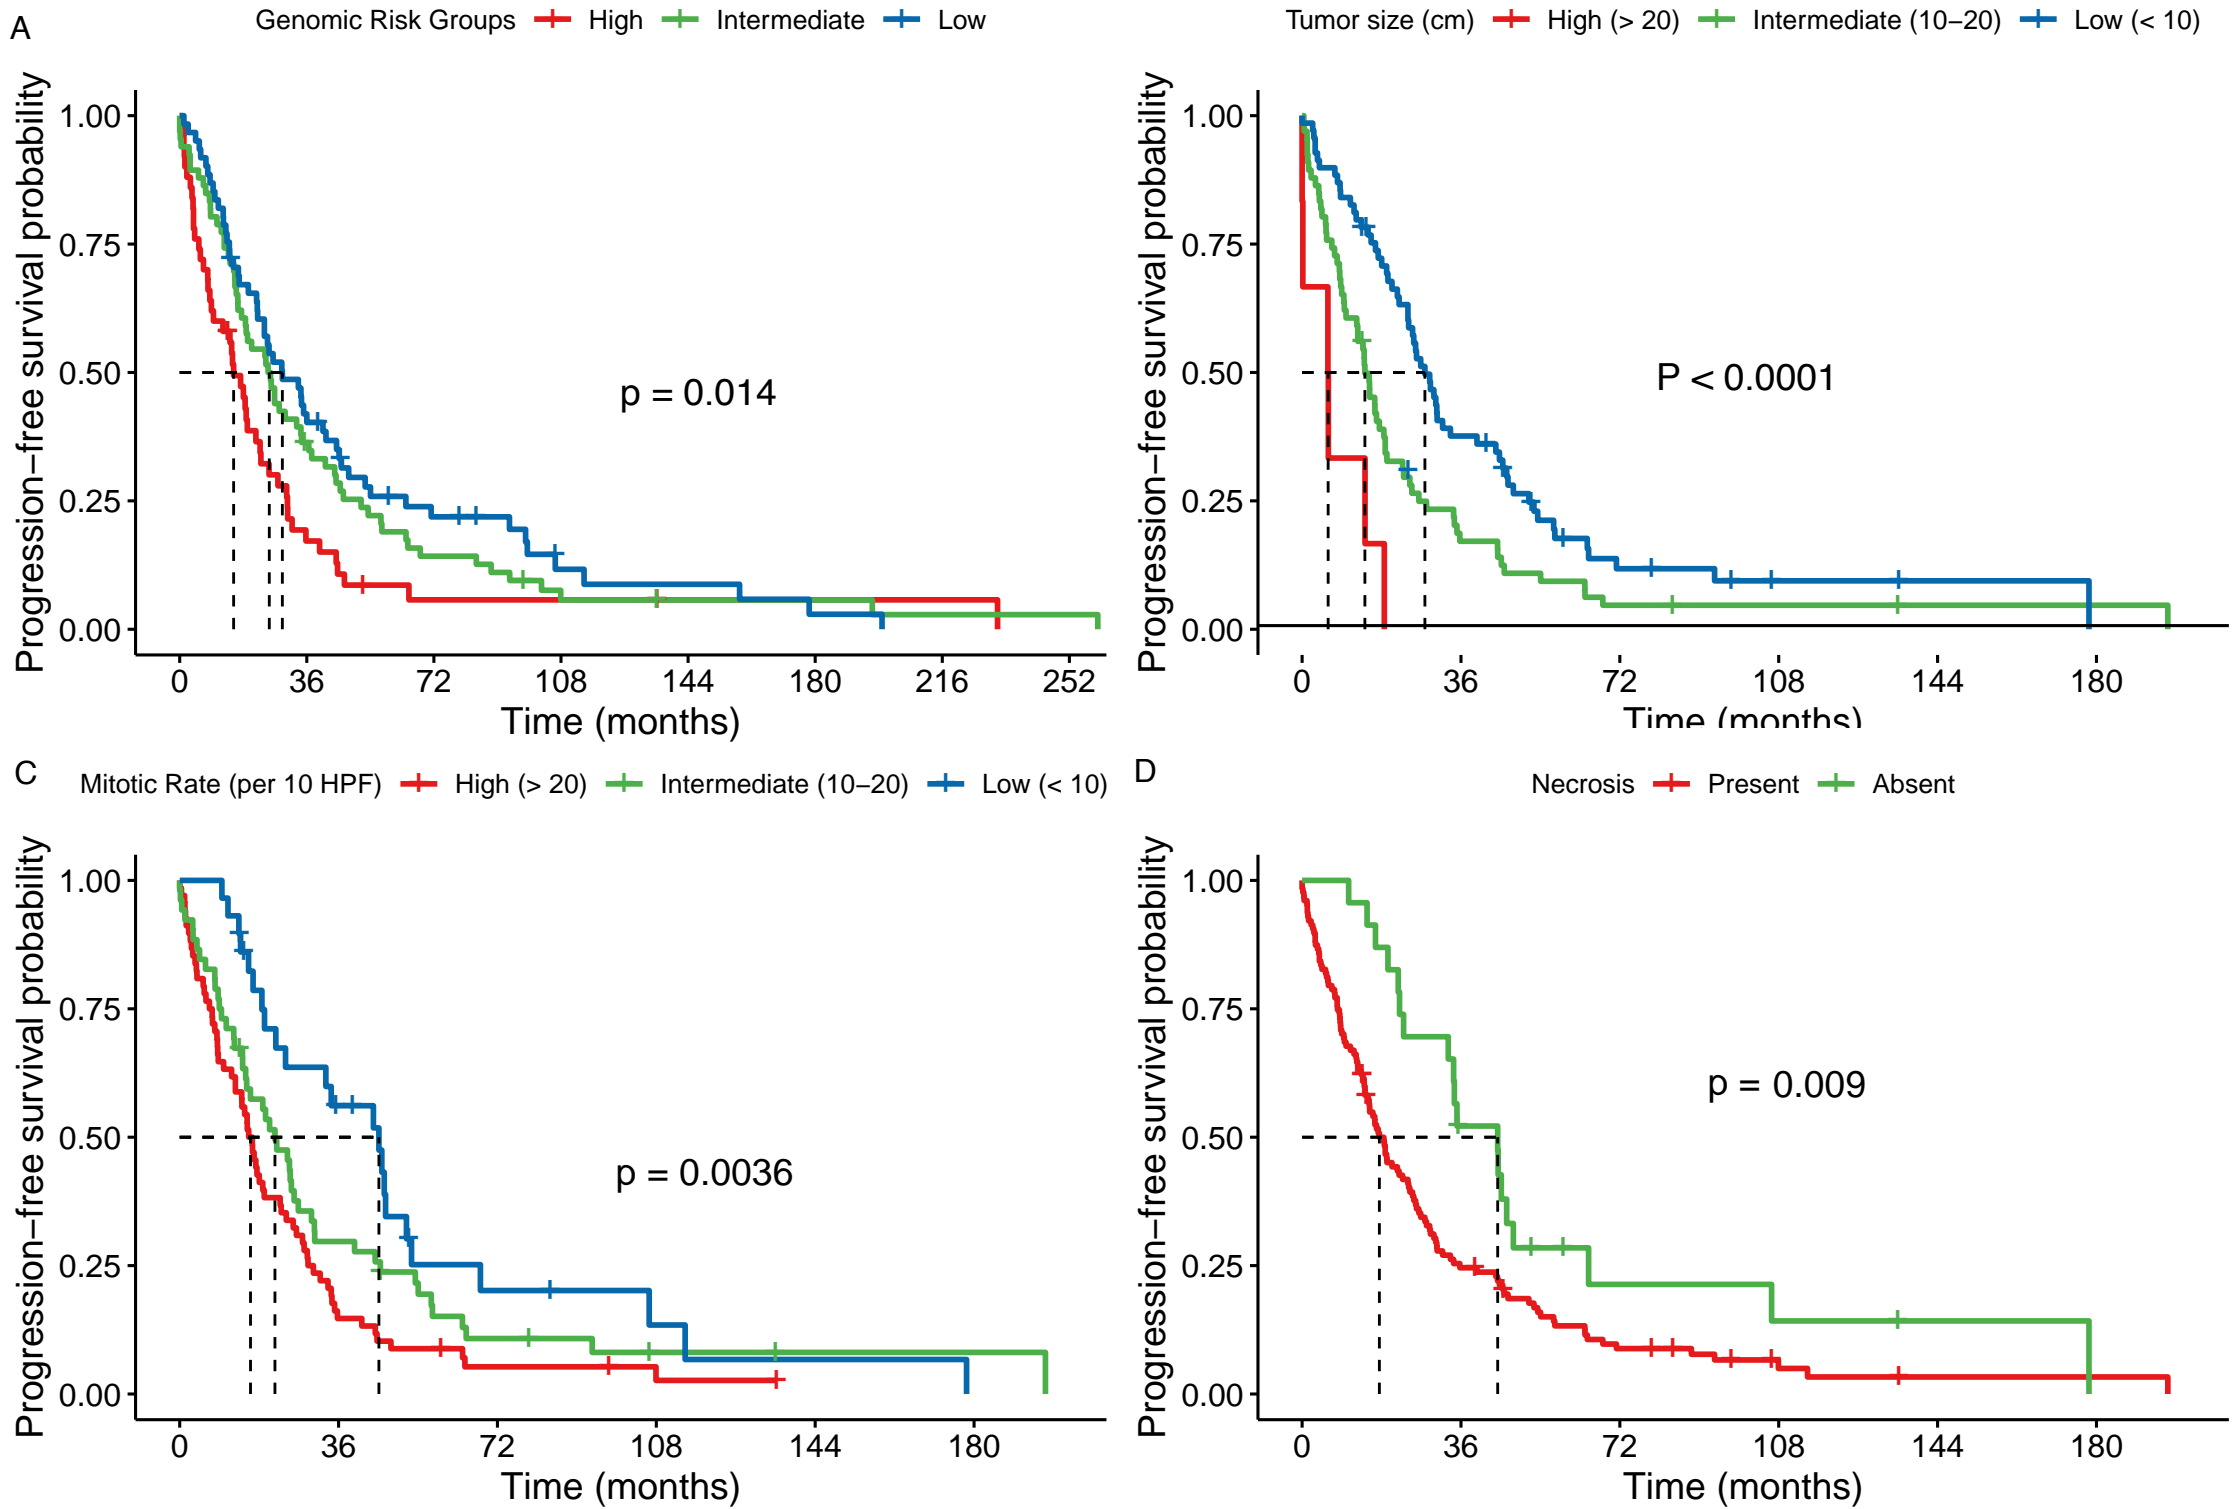 A
Genomic Risk Groups High Intermediate Low
Progression−free survival probability
1.00
0.75
0.50
0.25
0.00
p = 0.014
0 36 72 108 144 180 216 252
Time (months)
Tumor size (cm) High (> 20) Intermediate (10−20) Low (< 10)
Progression−free survival probability
1.00
0.75
0.50
0.25
0.00
P < 0.0001
0 36 72 108 144 180
Time (months)
C
Mitotic Rate (per 10 HPF) High (> 20) Intermediate (10−20) Low (< 10)
Progression−free survival probability
1.00
0.75
0.50
0.25
0.00
p = 0.0036
0 36 72 108 144 180
Time (months)
D
Necrosis Present Absent
Progression−free survival probability
1.00
0.75
0.50
0.25
0.00
p = 0.009
0 36 72 108 144 180
Time (months)